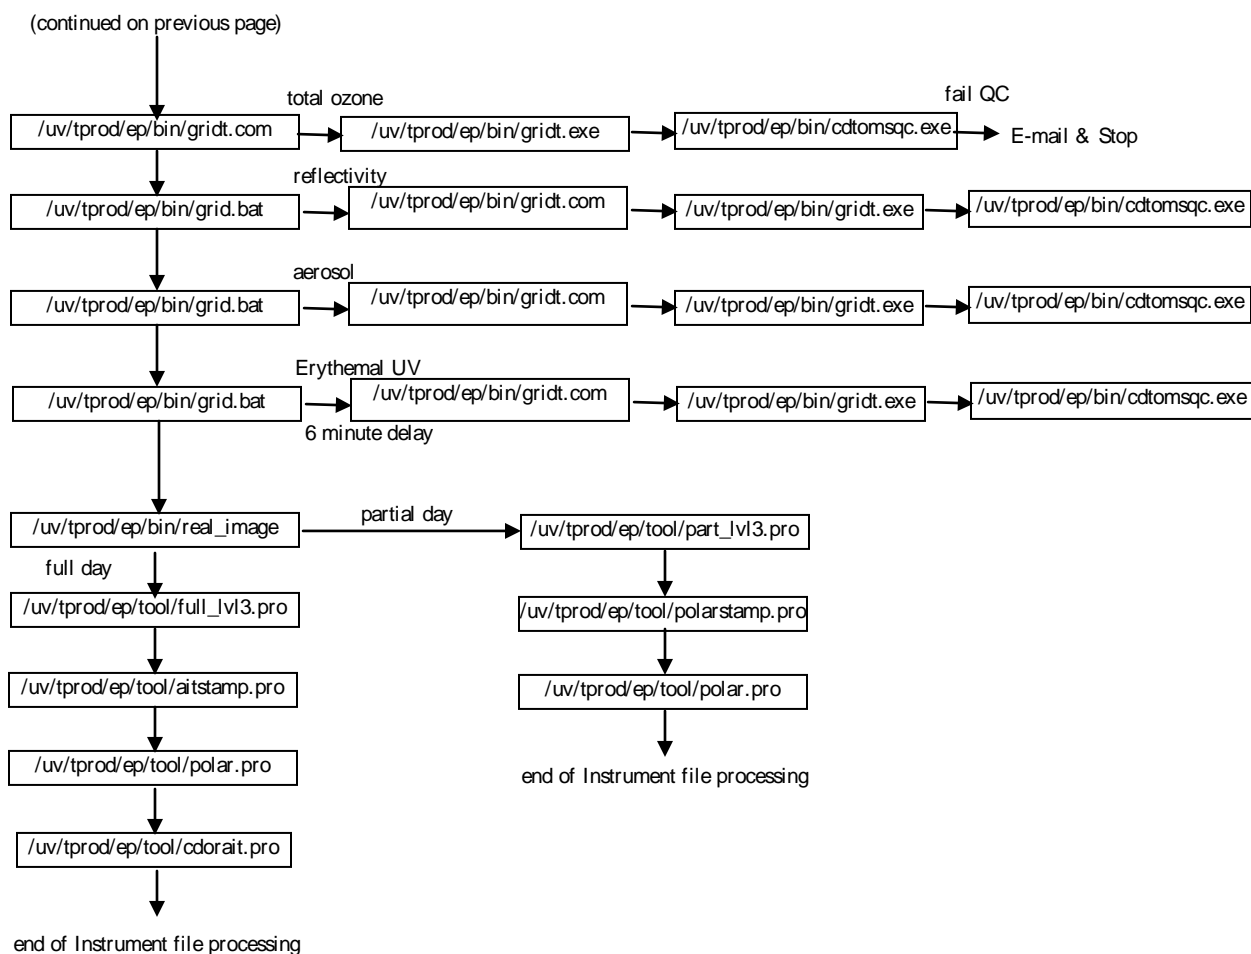 (continued on previous page)
total ozone
fail QC
/uv/tprod/ep/bin/gridt.com
/uv/tprod/ep/bin/gridt.exe
/uv/tprod/ep/bin/cdtomsqc.exe
E-mail & Stop
reflectivity
/uv/tprod/ep/bin/grid.bat
/uv/tprod/ep/bin/gridt.com
/uv/tprod/ep/bin/gridt.exe
/uv/tprod/ep/bin/cdtomsqc.exe
aerosol
/uv/tprod/ep/bin/grid.bat
/uv/tprod/ep/bin/gridt.com
/uv/tprod/ep/bin/gridt.exe
/uv/tprod/ep/bin/cdtomsqc.exe
Erythemal UV
/uv/tprod/ep/bin/grid.bat
/uv/tprod/ep/bin/gridt.com
/uv/tprod/ep/bin/gridt.exe
/uv/tprod/ep/bin/cdtomsqc.exe
6 minute delay
/uv/tprod/ep/bin/real_image
partial day
/uv/tprod/ep/tool/part_lvl3.pro
full day
/uv/tprod/ep/tool/full_lvl3.pro
/uv/tprod/ep/tool/polarstamp.pro
/uv/tprod/ep/tool/aitstamp.pro
/uv/tprod/ep/tool/polar.pro
/uv/tprod/ep/tool/polar.pro
end of Instrument file processing
/uv/tprod/ep/tool/cdorait.pro
end of Instrument file processing